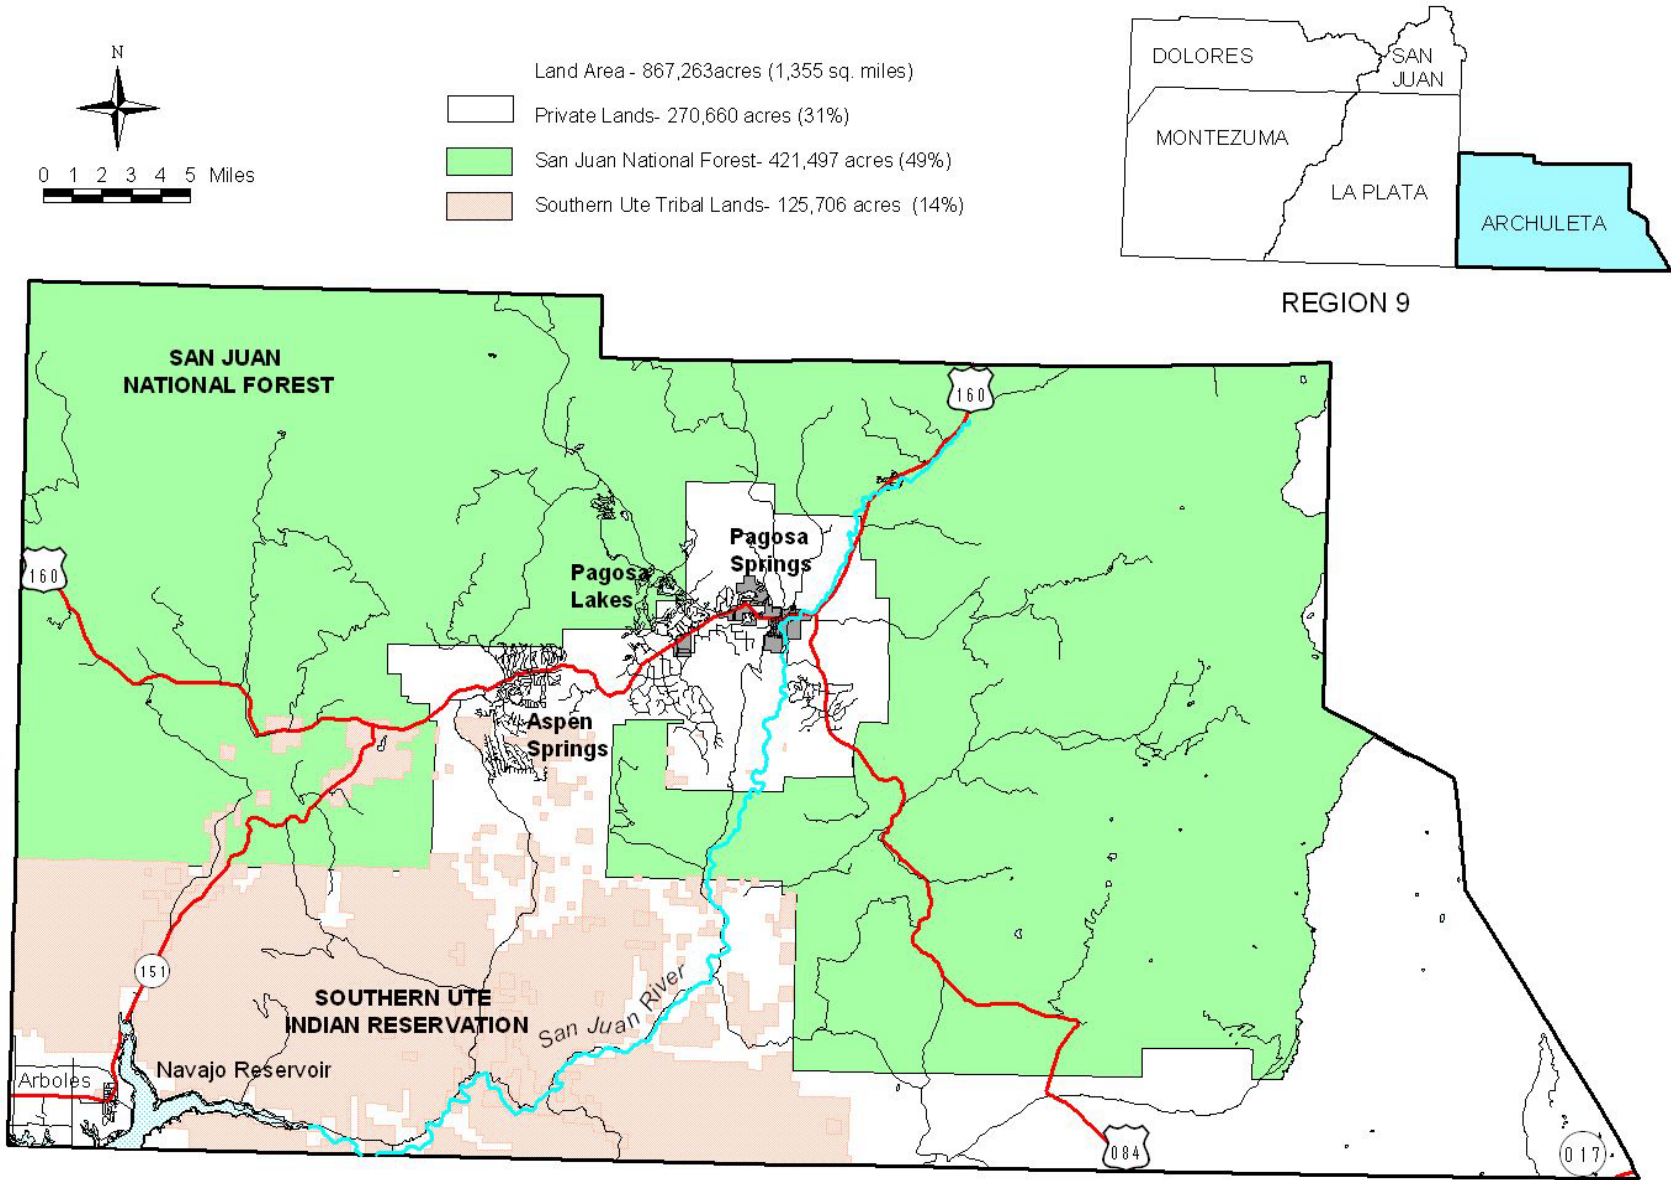 N
0 1 2 3 4 5 Miles
Land Area - 867,263acres (1,355 sq. miles)
Private Lands- 270,660 acres (31%)
San Juan National Forest- 421,497 acres (49%)
Southern Ute Tribal Lands- 125,706 acres (14%)
DOLORES
SAN
JUAN
MONTEZUMA
LA PLATA
ARCHULETA
REGION 9
SAN JUAN
NATIONAL FOREST
160
160
Pagosa
Springs
Pagosa
Lakes
Aspen
Springs
151
SOUTHERN UTE
INDIAN RESERVATION
San Juan River
Navajo Reservoir
Arboles
084
017